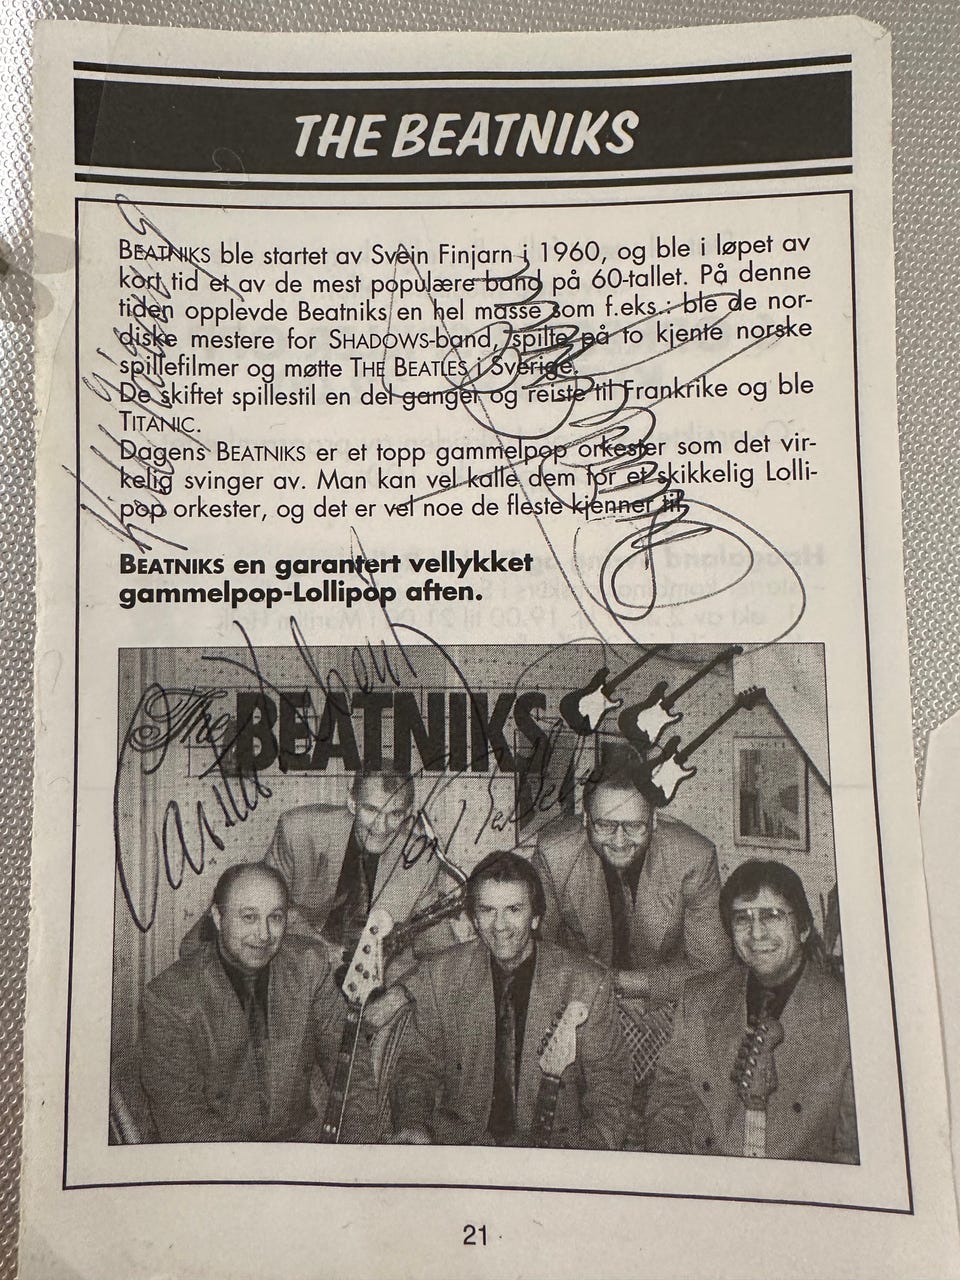 THE BEATNIKS
BEATNIKS ble startet av Svein Finjarn i 1960, og ble i løpet av
kort tid et av de mest populære band på 60-tallet. På denne
tiden opplevde Beatniks en hel masse som f.eks.: ble de nor-
diske mestere for SHADOWS-band, spilte på to kjente norske
spillefilmer og møtte THE BEATLES i Sverige.
De skiftet spillestil en del ganger og reiste til Frankrike og ble
TITANIC.
Dagens BEATNIKS er et topp gammelpop orkester som det vir-
kelig svinger av. Man kan vel kalle dem for et skikkelig Lolli-
pop orkester, og det er vel noe de fleste kjenner til.
BEATNIKS en garantert vellykket
gammelpop-Lollipop aften.
The BEATNIKS
21